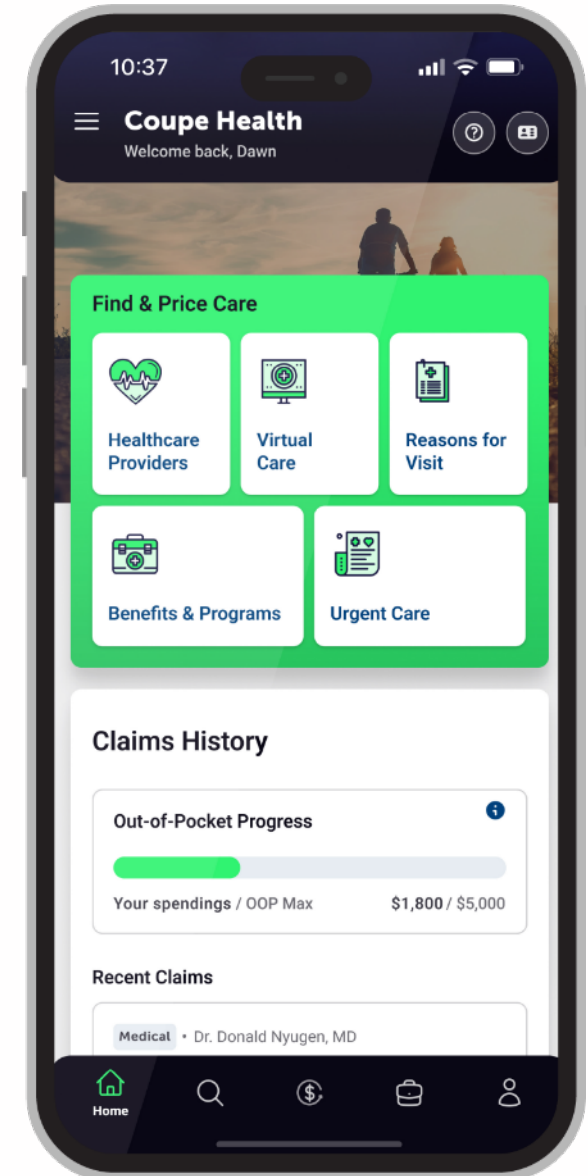 10:37
Coupe Health
Welcome back, Dawn
Find & Price Care
Healthcare
Providers
Virtual
Care
Reasons for
Visit
Benefits & Programs
Urgent Care
Claims History
Out-of-Pocket Progress
Your spendings / OOP Max $1,800 / $5,000
Recent Claims
Medical • Dr. Donald Nyugen, MD
Home